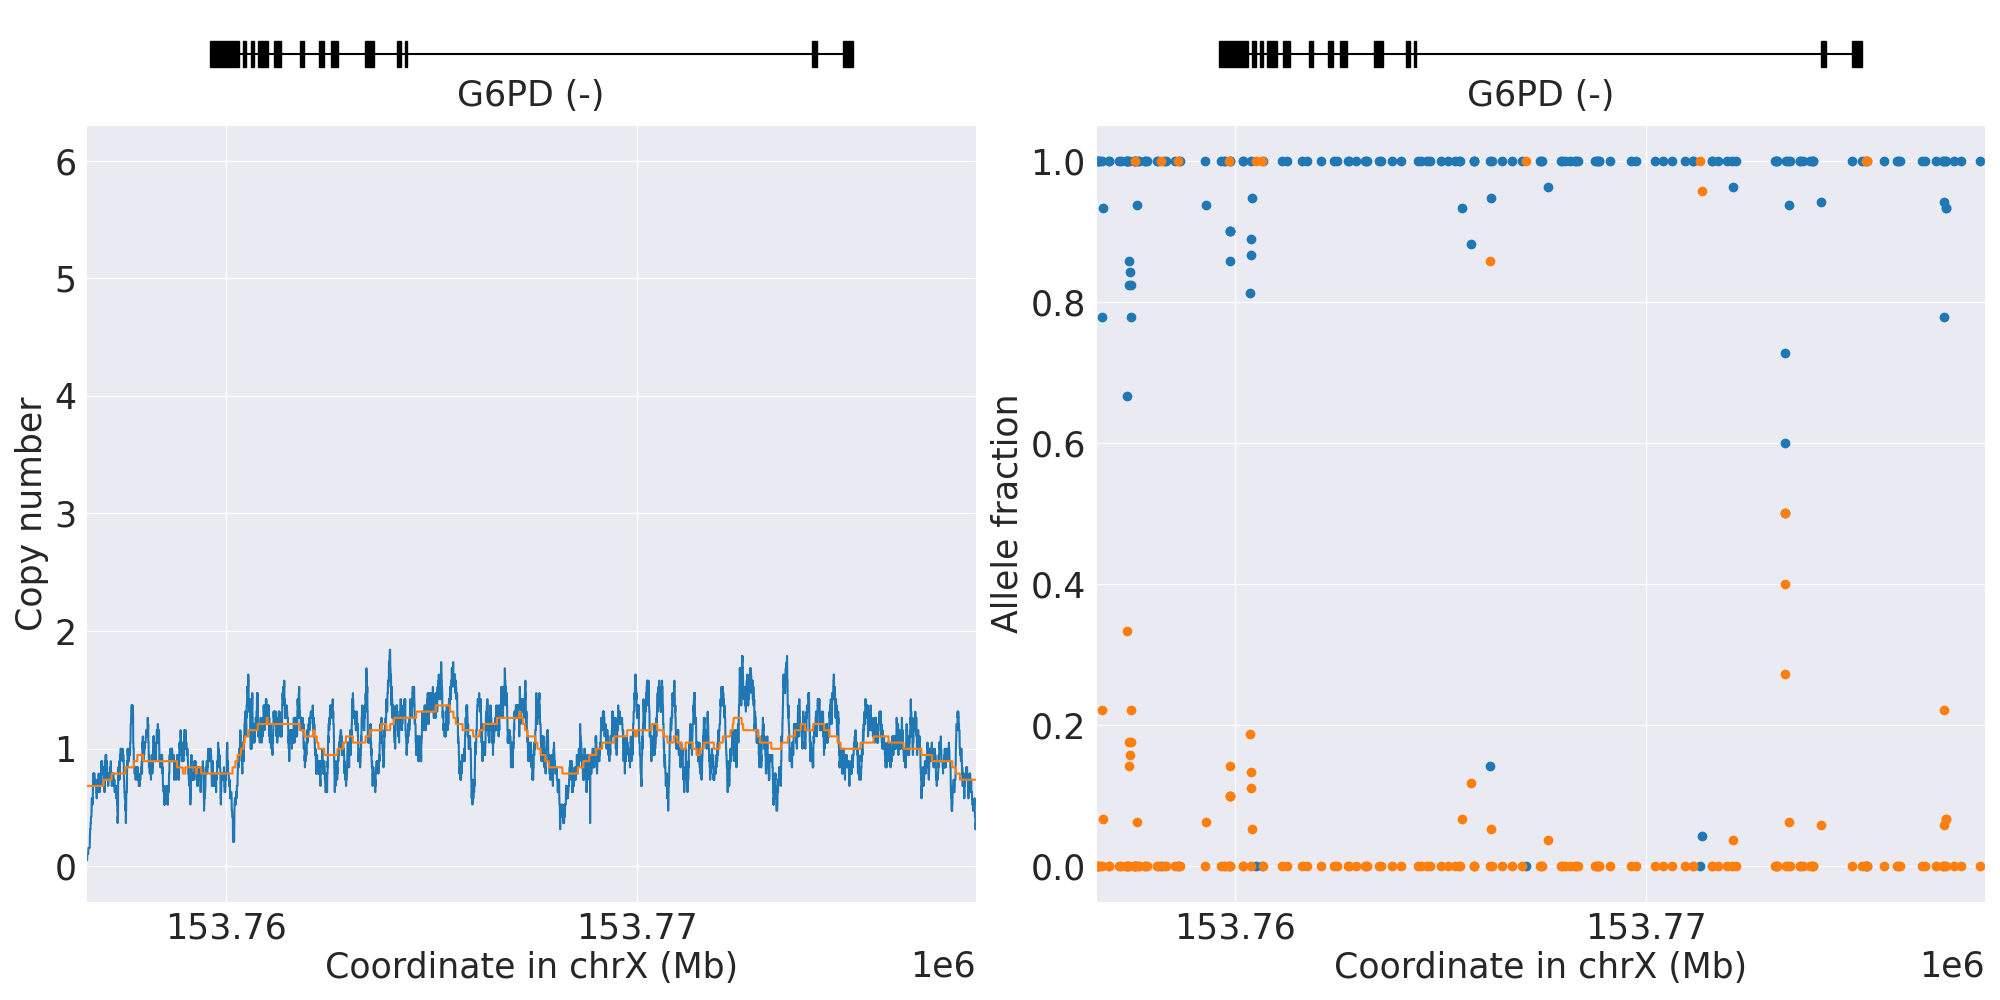 G6PD (-)
6
5
4
3
2
1
0
Copy number
153.76
153.77
Coordinate in chrX (Mb)
1e6
G6PD (-)
1.0
0.8
0.6
0.4
0.2
0.0
Allele fraction
153.76
153.77
Coordinate in chrX (Mb)
1e6